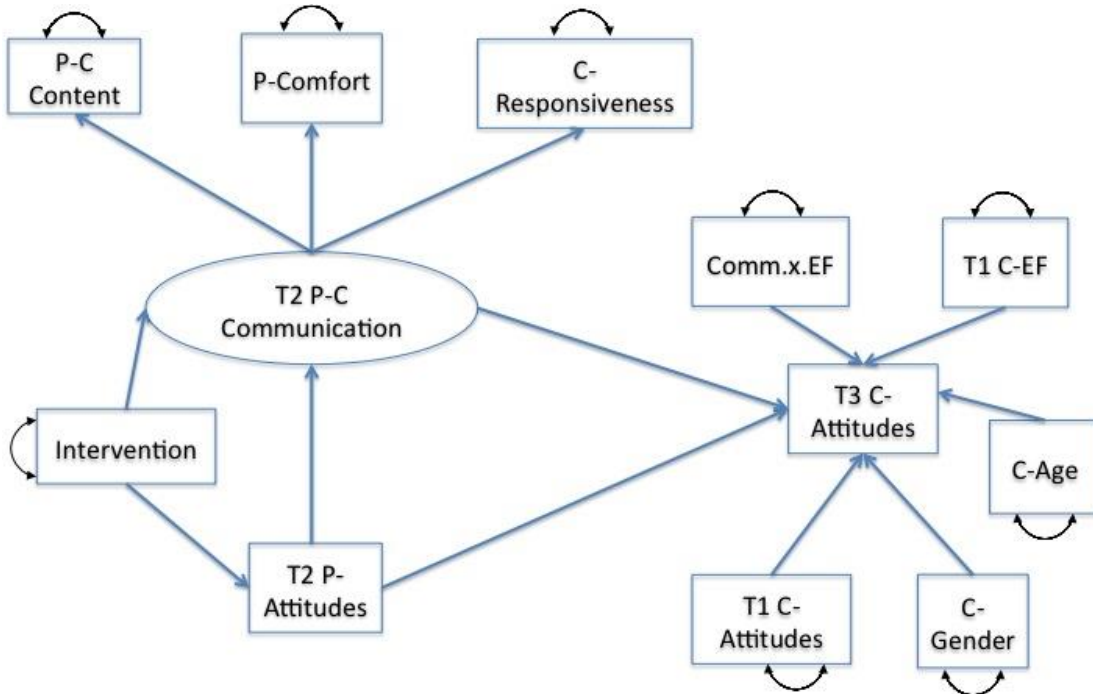 P-C
Content
P-Comfort
C-
Responsiveness
Comm.x.EF
T1 C-EF
T2 P-C
Communication
T3 C-
Attitudes
Intervention
C-Age
T2 P-
Attitudes
T1 C-
Attitudes
C-
Gender